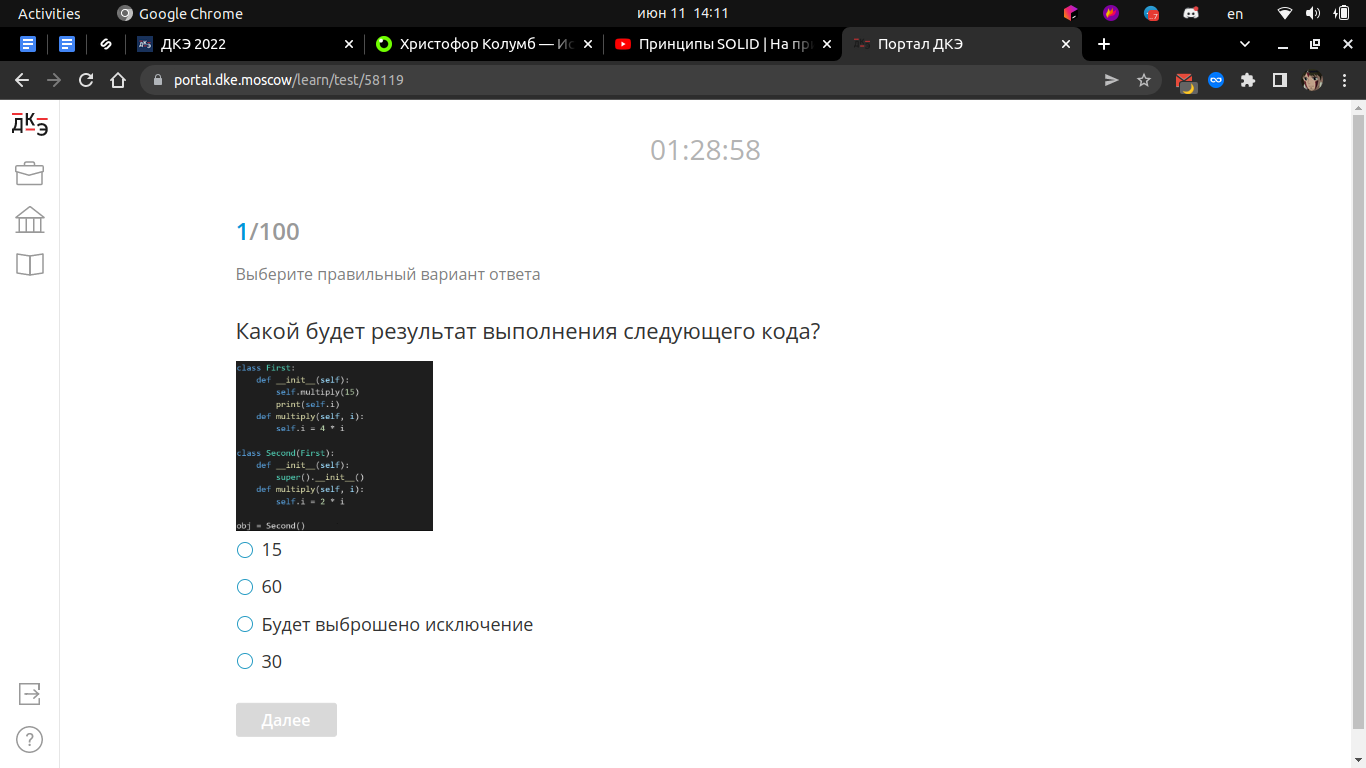 Activities
Google Chrome
июн 11 14:11
en
ДКЭ 2022
Христофор Колумб — Ис
Принципы SOLID | На пр
Портал ДКЭ
portal.dke.moscow/learn/test/58119
ДКЭ
01:28:58
1/100
Выберите правильный вариант ответа
Какой будет результат выполнения следующего кода?
class First:
    def __init__(self):
        self.multiply(15)
        print(self.i)
    def multiply(self, i):
        self.i = 4 * i
class Second(First):
    def __init__(self):
        super().__init__()
    def multiply(self, i):
        self.i = 2 * i
obj = Second()
15
60
Будет выброшено исключение
30
Далее
?